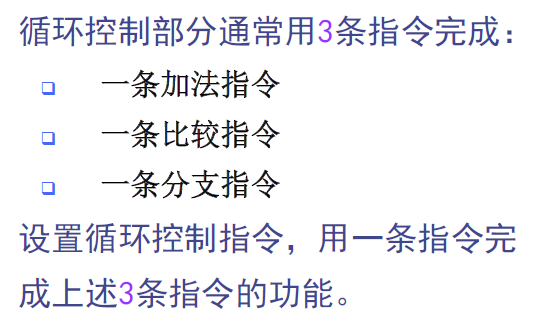 循环控制部分通常用3条指令完成：
❑ 一条加法指令
❑ 一条比较指令
❑ 一条分支指令
设置循环控制指令，用一条指令完
成上述3条指令的功能。